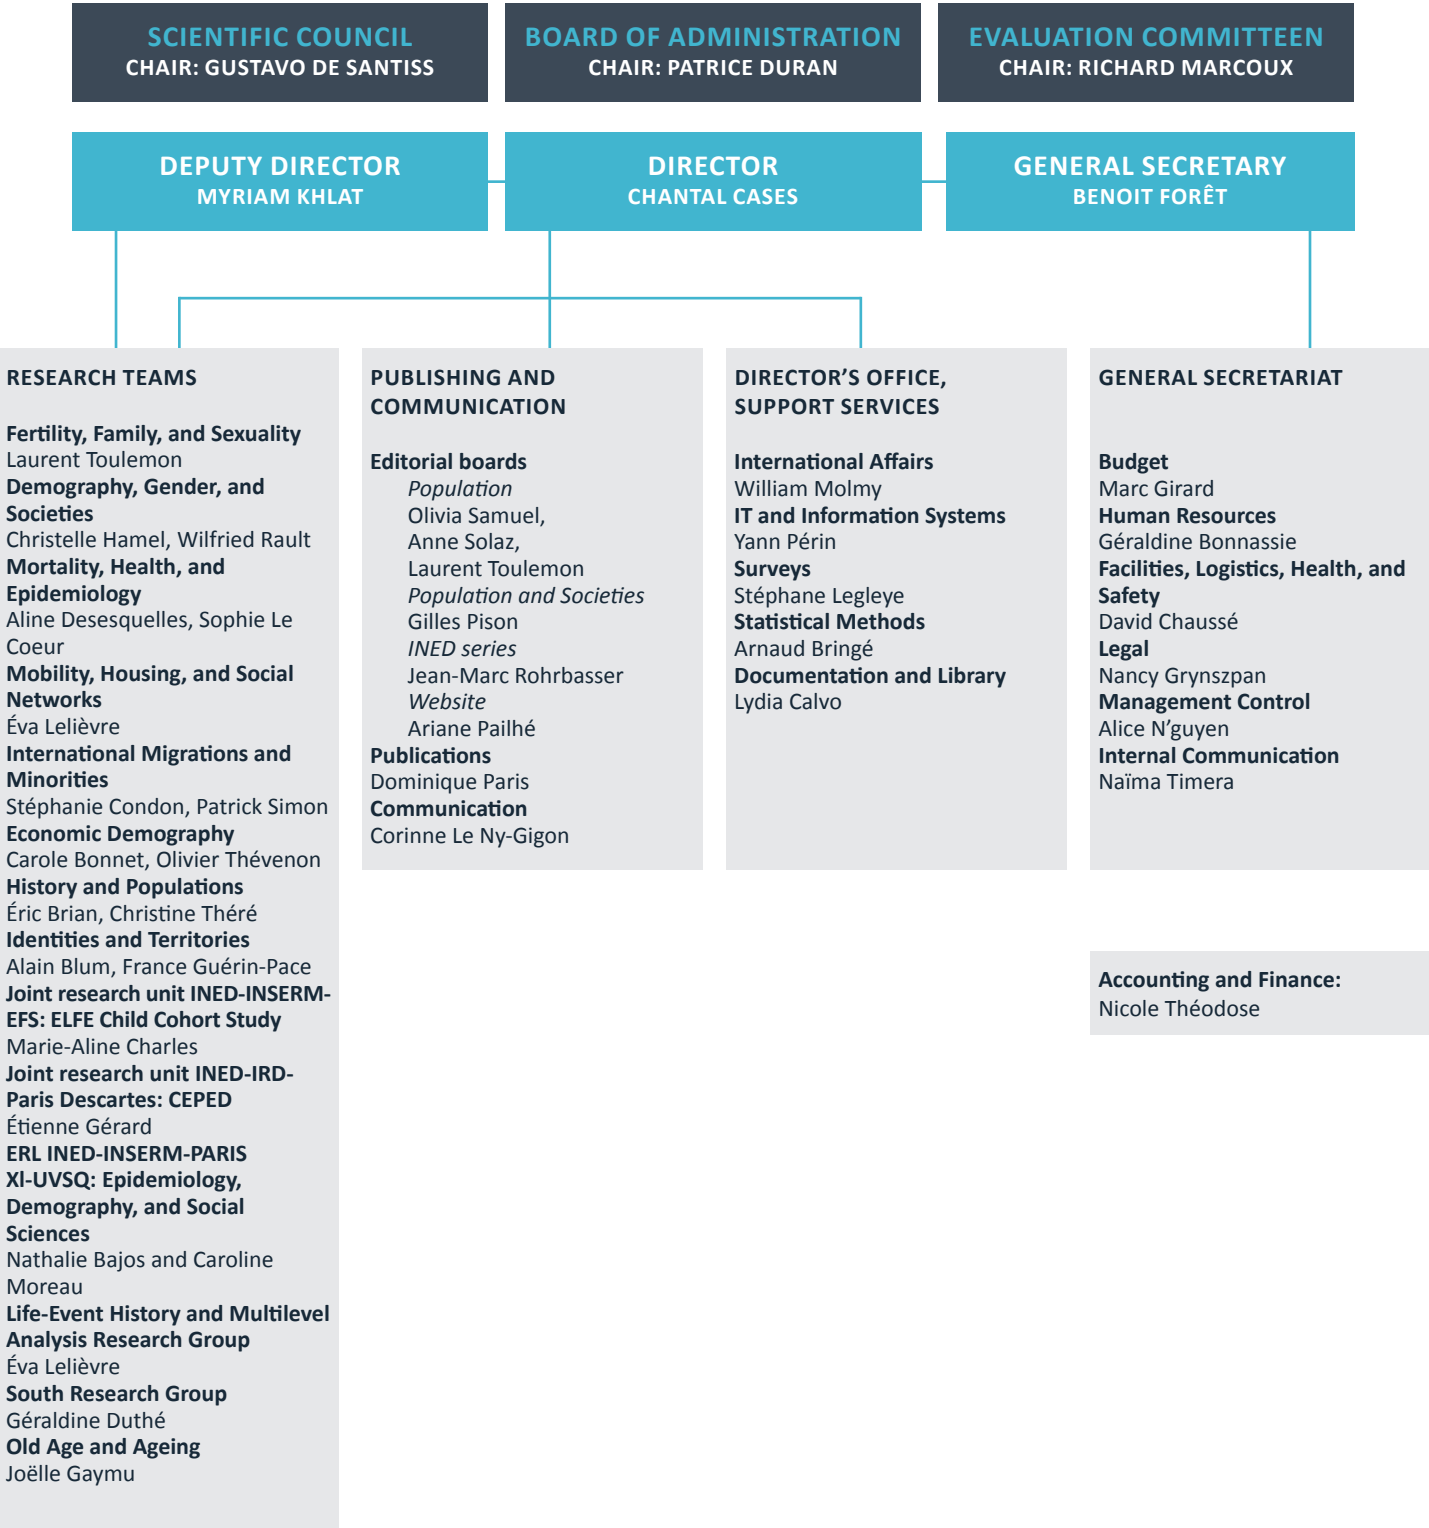 SCIENTIFIC COUNCIL
CHAIR: GUSTAVO DE SANTISS
BOARD OF ADMINISTRATION
CHAIR: PATRICE DURAN
EVALUATION COMMITTEEN
CHAIR: RICHARD MARCOUX
DEPUTY DIRECTOR
MYRIAM KHLAT
DIRECTOR
CHANTAL CASES
GENERAL SECRETARY
BENOIT FORÊT
RESEARCH TEAMS
Fertility, Family, and Sexuality
Laurent Toulemon
Demography, Gender, and
Societies
Christelle Hamel, Wilfried Rault
Mortality, Health, and
Epidemiology
Aline Desesquelles, Sophie Le
Coeur
Mobility, Housing, and Social
Networks
Éva Lelièvre
International Migrations and
Minorities
Stéphanie Condon, Patrick Simon
Economic Demography
Carole Bonnet, Olivier Thévenon
History and Populations
Éric Brian, Christine Théré
Identities and Territories
Alain Blum, France Guérin-Pace
Joint research unit INED-INSERM-
EFS: ELFE Child Cohort Study
Marie-Aline Charles
Joint research unit INED-IRD-
Paris Descartes: CEPED
Étienne Gérard
ERL INED-INSERM-PARIS
Xl-UVSQ: Epidemiology,
Demography, and Social
Sciences
Nathalie Bajos and Caroline
Moreau
Life-Event History and Multilevel
Analysis Research Group
Éva Lelièvre
South Research Group
Géraldine Duthé
Old Age and Ageing
Joëlle Gaymu
PUBLISHING AND
COMMUNICATION
Editorial boards
Population
Olivia Samuel,
Anne Solaz,
Laurent Toulemon
Population and Societies
Gilles Pison
INED series
Jean-Marc Rohrbasser
Website
Ariane Pailhé
Publications
Dominique Paris
Communication
Corinne Le Ny-Gigon
DIRECTOR’S OFFICE,
SUPPORT SERVICES
International Affairs
William Molmy
IT and Information Systems
Yann Périn
Surveys
Stéphane Legleye
Statistical Methods
Arnaud Bringé
Documentation and Library
Lydia Calvo
GENERAL SECRETARIAT
Budget
Marc Girard
Human Resources
Géraldine Bonnassie
Facilities, Logistics, Health, and
Safety
David Chaussé
Legal
Nancy Grynszpan
Management Control
Alice N'guyen
Internal Communication
Naïma Timera
Accounting and Finance:
Nicole Théodose